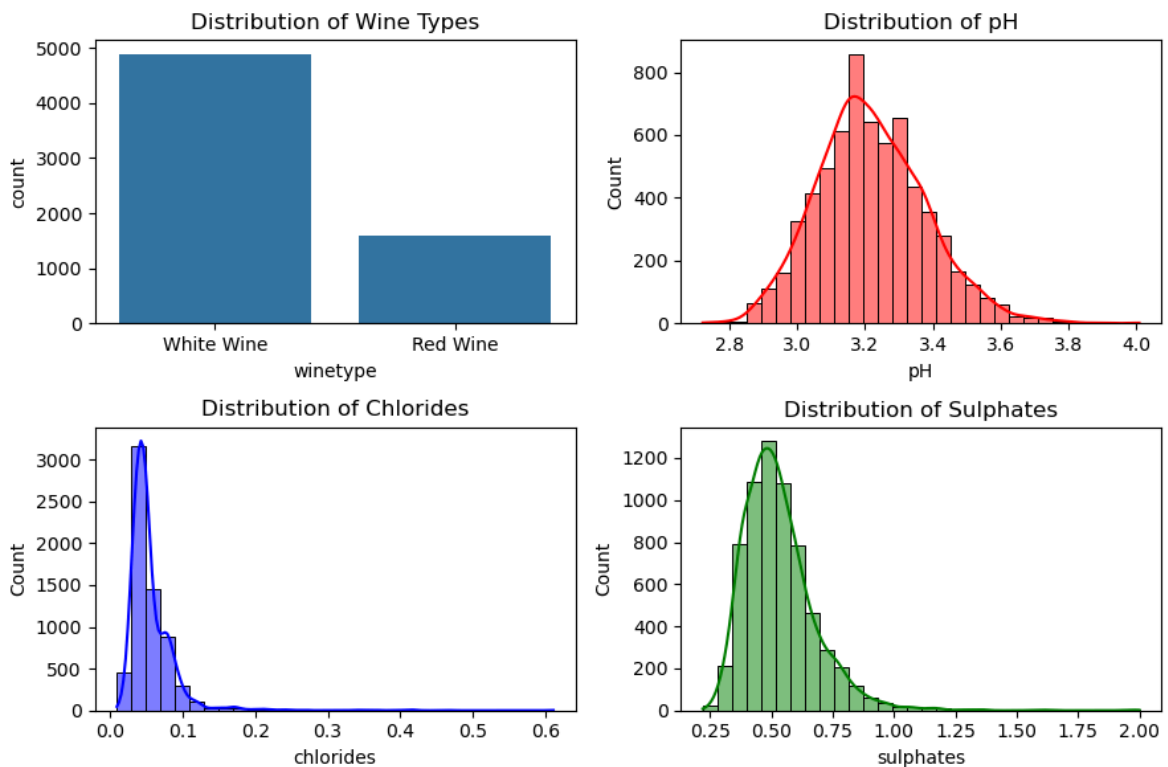 Distribution of Wine Types
5000
4000
3000
2000
1000
0
count
White Wine Red Wine
winetype
Distribution of pH
800
600
400
200
0
Count
2.8 3.0 3.2 3.4 3.6 3.8 4.0
pH
Distribution of Chlorides
3000
2500
2000
1500
1000
500
0
Count
0.0 0.1 0.2 0.3 0.4 0.5 0.6
chlorides
Distribution of Sulphates
1200
1000
800
600
400
200
0
Count
0.25 0.50 0.75 1.00 1.25 1.50 1.75 2.00
sulphates